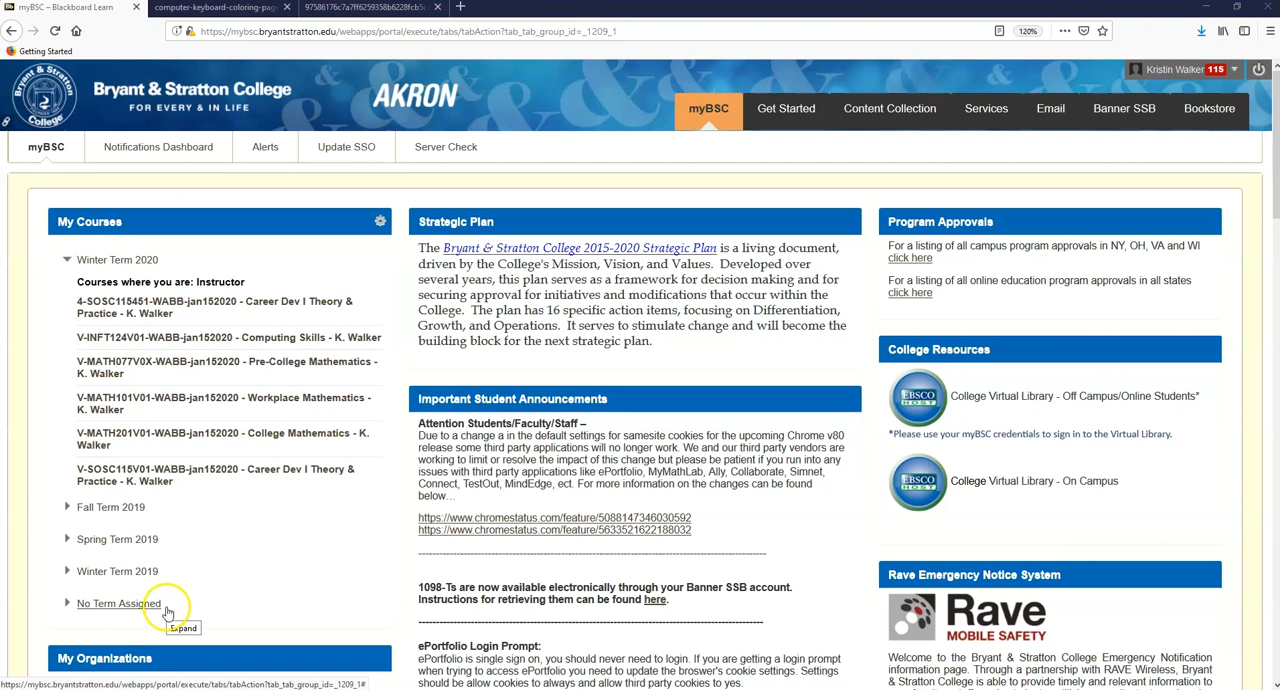 myBSC – Blackboard Learn
computer-keyboard-coloring-pag
97586176c7a7ff6259358b6228fcb5c
https://mybsc.bryantstratton.edu/webapps/portal/execute/tabs/tabAction?tab_tab_group_id=_1209_1
120%
Getting Started
Bryant & Stratton College
FOR EVERY & IN LIFE
AKRON
Kristin Walker 115
myBSC
Get Started
Content Collection
Services
Email
Banner SSB
Bookstore
myBSC
Notifications Dashboard
Alerts
Update SSO
Server Check
My Courses
Winter Term 2020
Courses where you are: Instructor
4-SOSC115451-WABB-jan152020 - Career Dev I Theory &
Practice - K. Walker
V-INFT124V01-WABB-jan152020 - Computing Skills - K. Walker
V-MATH077V0X-WABB-jan152020 - Pre-College Mathematics -
K. Walker
V-MATH101V01-WABB-jan152020 - Workplace Mathematics -
K. Walker
V-MATH201V01-WABB-jan152020 - College Mathematics - K.
Walker
V-SOSC115V01-WABB-jan152020 - Career Dev I Theory &
Practice - K. Walker
Fall Term 2019
Spring Term 2019
Winter Term 2019
No Term Assigned
Expand
My Organizations
https://mybsc.bryantstratton.edu/webapps/portal/execute/tabs/tabAction?tab_tab_group_id=_1209_1#
Strategic Plan
The Bryant & Stratton College 2015-2020 Strategic Plan is a living document,
driven by the College's Mission, Vision, and Values. Developed over
several years, this plan serves as a framework for decision making and for
securing approval for initiatives and modifications that occur within the
College. The plan has 16 specific action items, focusing on Differentiation,
Growth, and Operations. It serves to stimulate change and will become the
building block for the next strategic plan.
Important Student Announcements
Attention Students/Faculty/Staff –
Due to a change a in the default settings for samesite cookies for the upcoming Chrome v80
release some third party applications will no longer work. We and our third party vendors are
working to limit or resolve the impact of this change but please be patient if you run into any
issues with third party applications like ePortfolio, MyMathLab, Ally, Collaborate, Simnet,
Connect, TestOut, MindEdge, ect. For more information on the changes can be found
below…
https://www.chromestatus.com/feature/5088147346030592
https://www.chromestatus.com/feature/5633521622188032
1098-Ts are now available electronically through your Banner SSB account.
Instructions for retrieving them can be found here.
ePortfolio Login Prompt:
ePortfolio is single sign on, you should never need to login. If you are getting a login prompt
when trying to access ePortfolio you need to update the broswer's cookie settings. Settings
should be allow cookies to always and allow third party cookies to yes.
Program Approvals
For a listing of all campus program approvals in NY, OH, VA and WI
click here
For a listing of all online education program approvals in all states
click here
College Resources
EBSCO
HOST
College Virtual Library - Off Campus/Online Students*
*Please use your myBSC credentials to sign in to the Virtual Library.
EBSCO
HOST
College Virtual Library - On Campus
Rave Emergency Notice System
Rave
MOBILE SAFETY
Welcome to the Bryant & Stratton College Emergency Notification
information page. Through a partnership with RAVE Wireless, Bryant
& Stratton College is able to provide timely and relevant information to